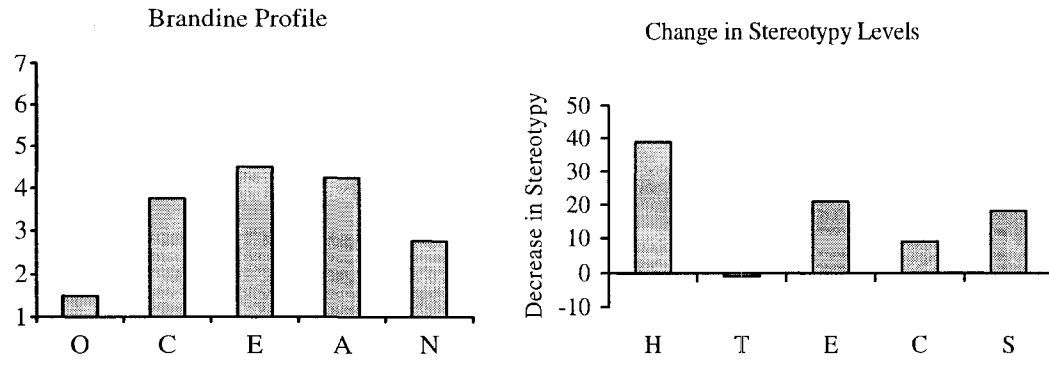 Brandine Profile
7
6
5
4
3
2
1
O C E A N
Change in Stereotypy Levels
Decrease in Stereotypy
50
40
30
20
10
0
-10
H T E C S